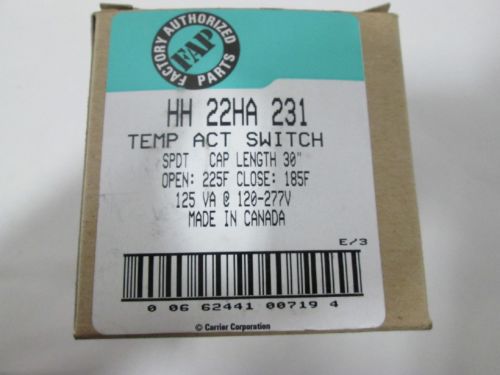 FACTORY AUTHORIZED
FAP
PARTS
HH 22HA 231
TEMP ACT SWITCH
SPDT CAP LENGTH 30"
OPEN: 225F CLOSE: 185F
125 VA @ 120-277V
MADE IN CANADA
E/3
0 06 62441 00719 4
© Carrier Corporation